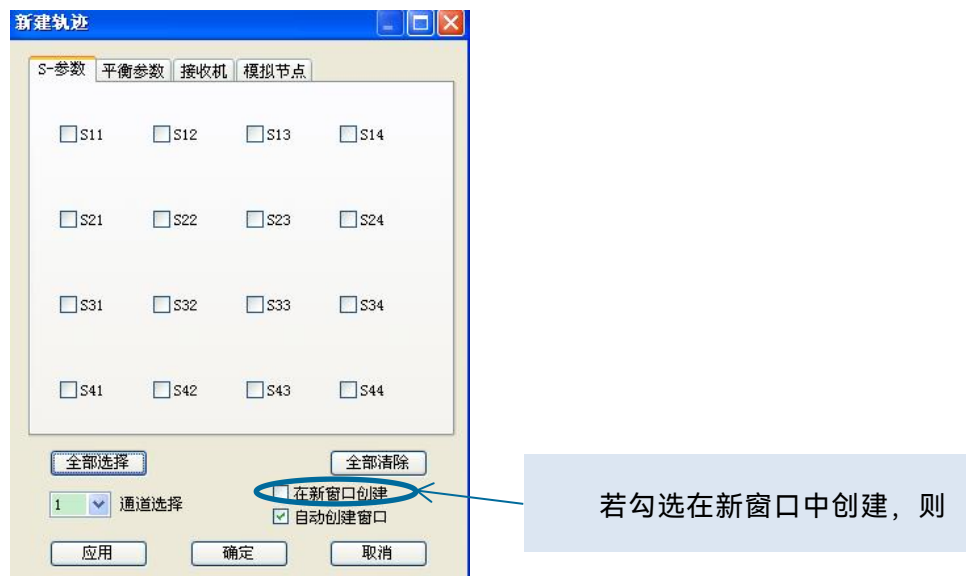 新建轨迹
S-参数 平衡参数 接收机 模拟节点
S11 S12 S13 S14
S21 S22 S23 S24
S31 S32 S33 S34
S41 S42 S43 S44
全部选择 全部清除
在新窗口创建
1 通道选择
自动创建窗口
应用 确定 取消
若勾选在新窗口中创建，则